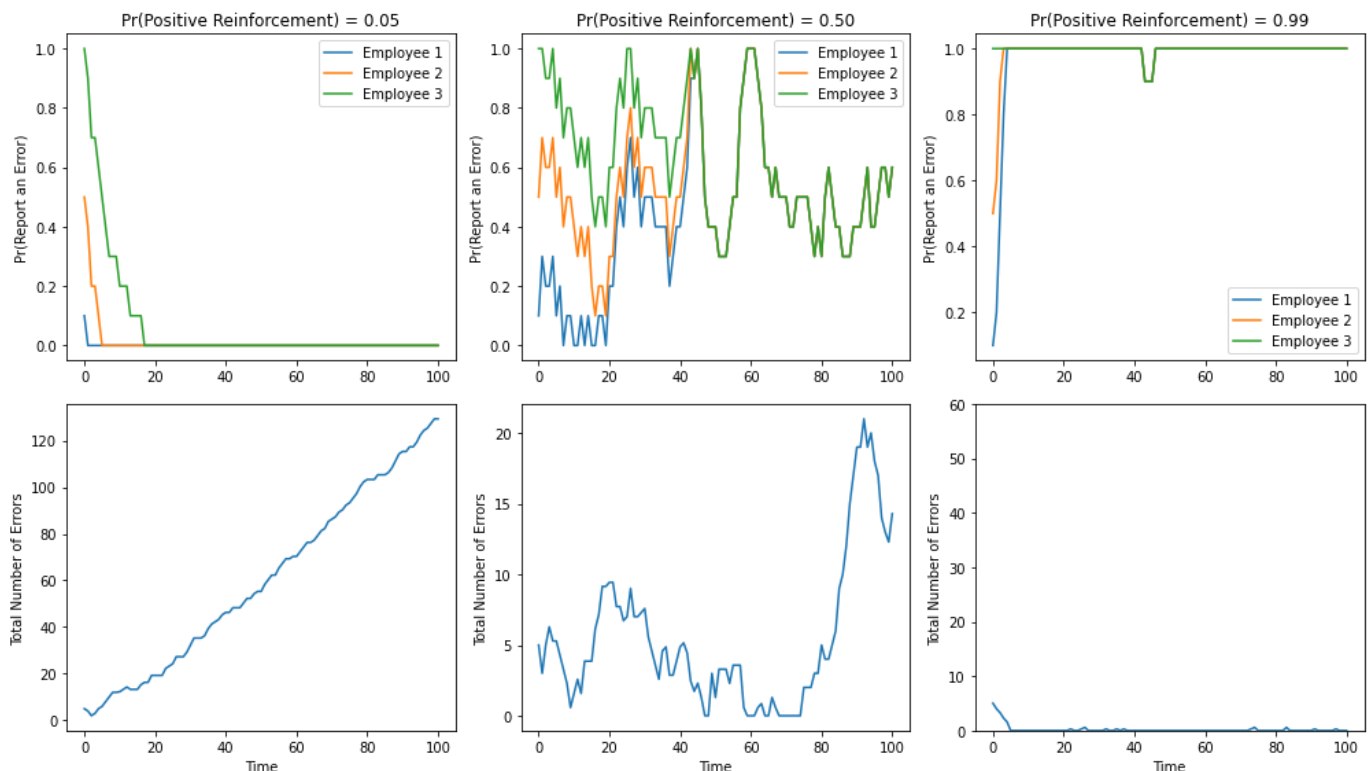 Pr(Positive Reinforcement) = 0.05
Pr(Positive Reinforcement) = 0.50
Pr(Positive Reinforcement) = 0.99
Pr(Report an Error)
1.0
0.8
0.6
0.4
0.2
0.0
Employee 1
Employee 2
Employee 3
0 20 40 60 80 100
Pr(Report an Error)
1.0
0.8
0.6
0.4
0.2
0.0
Employee 1
Employee 2
Employee 3
0 20 40 60 80 100
Pr(Report an Error)
1.0
0.8
0.6
0.4
0.2
Employee 1
Employee 2
Employee 3
0 20 40 60 80 100
Total Number of Errors
120
100
80
60
40
20
0
0 20 40 60 80 100
Time
Total Number of Errors
20
15
10
5
0
0 20 40 60 80 100
Time
Total Number of Errors
60
50
40
30
20
10
0
0 20 40 60 80 100
Time